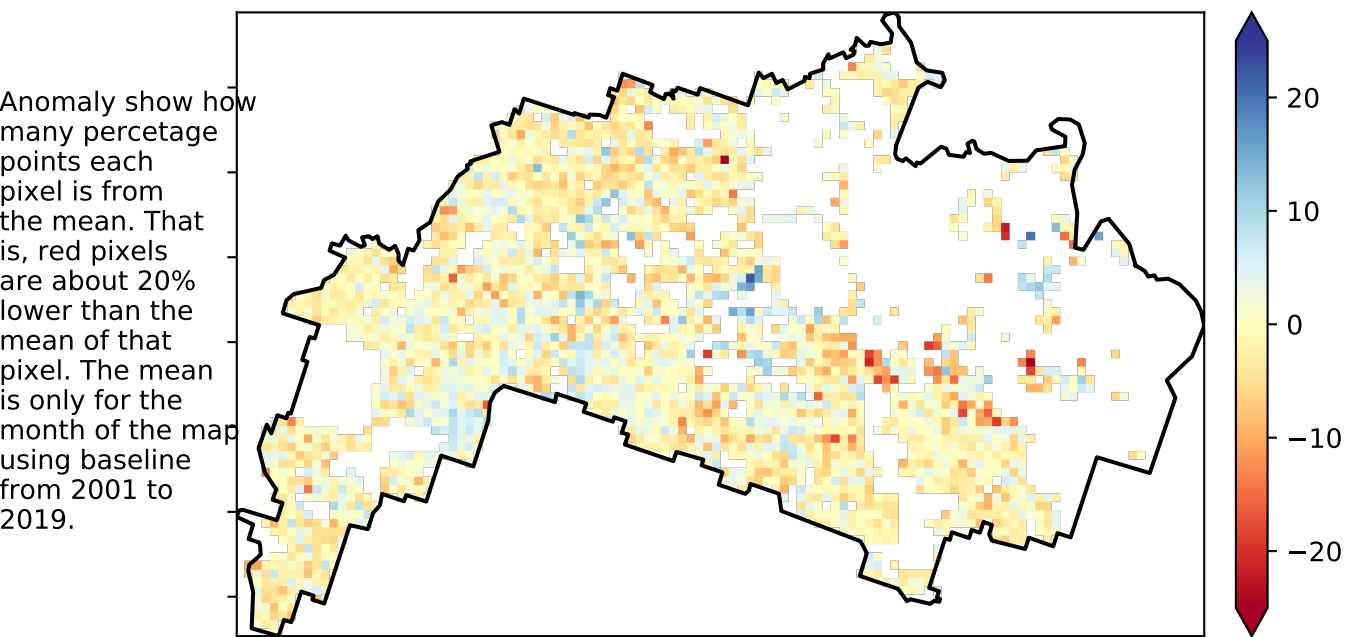 Anomaly show how
many percetage
points each
pixel is from
the mean. That
is, red pixels
are about 20%
lower than the
mean of that
pixel. The mean
is only for the
month of the map
using baseline
from 2001 to
2019.
20
10
0
−10
−20